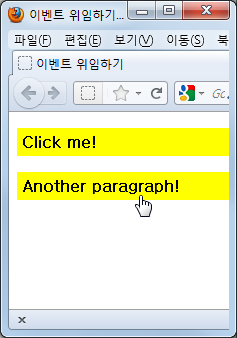 이벤트 위임하기...
파일(F) 편집(E) 보기(V) 이동(S) 북
이벤트 위임하기
Go
Click me!
Another paragraph!
×